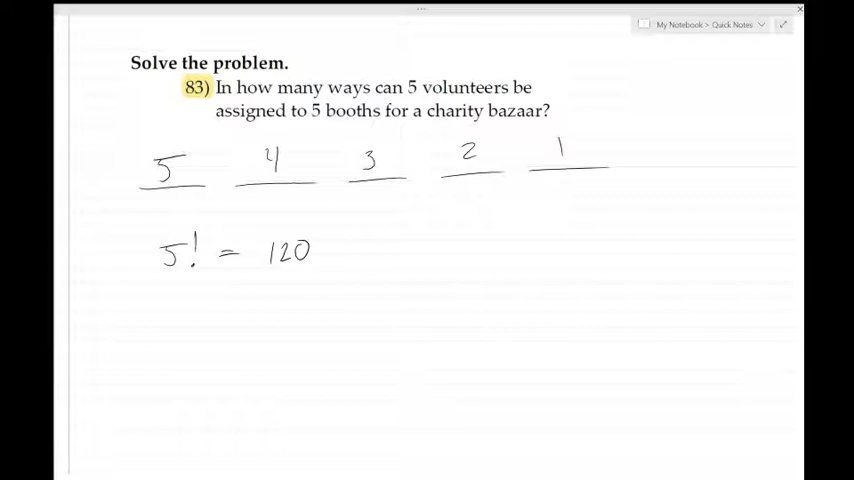 My Notebook > Quick Notes
Solve the problem.
83) In how many ways can 5 volunteers be
assigned to 5 booths for a charity bazaar?
5 4 3 2 1
5! = 120